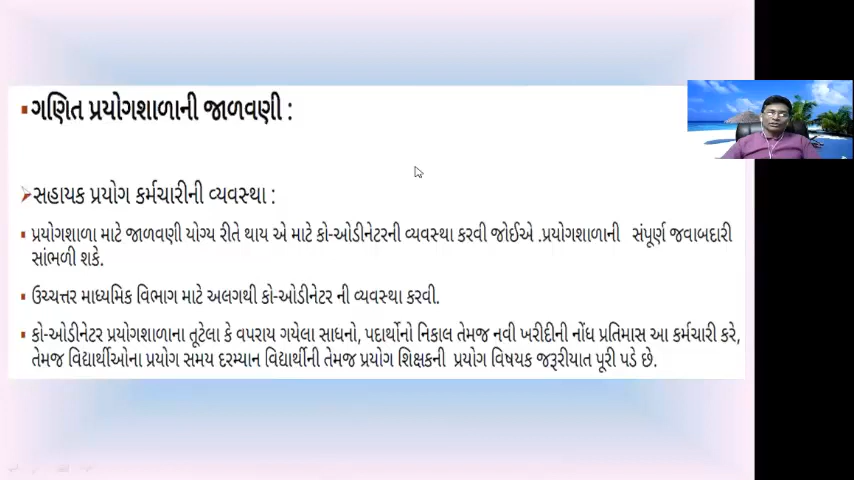 ▪ગણિત પ્રયોગશાળાની જાળવણી :
➢સહાયક પ્રયોગ કર્મચારીની વ્યવસ્થા :
▪ પ્રયોગશાળા માટે જાળવણી યોગ્ય રીતે થાય એ માટે કો-ઓડીનેટરની વ્યવસ્થા કરવી જોઈએ .પ્રયોગશાળાની સંપૂર્ણ જવાબદારી
સાંભળી શકે.
▪ ઉચ્ચત્તર માધ્યમિક વિભાગ માટે અલગથી કો-ઓડીનેટર ની વ્યવસ્થા કરવી.
▪ કો-ઓડીનેટર પ્રયોગશાળાના તૂટેલા કે વપરાય ગયેલા સાધનો, પદાર્થોનો નિકાલ તેમજ નવી ખરીદીની નોંધ પ્રતિમાસ આ કર્મચારી કરે,
તેમજ વિદ્યાર્થીઓના પ્રયોગ સમય દરમ્યાન વિદ્યાર્થીની તેમજ પ્રયોગ શિક્ષકની પ્રયોગ વિષયક જરૂરીયાત પૂરી પડે છે.